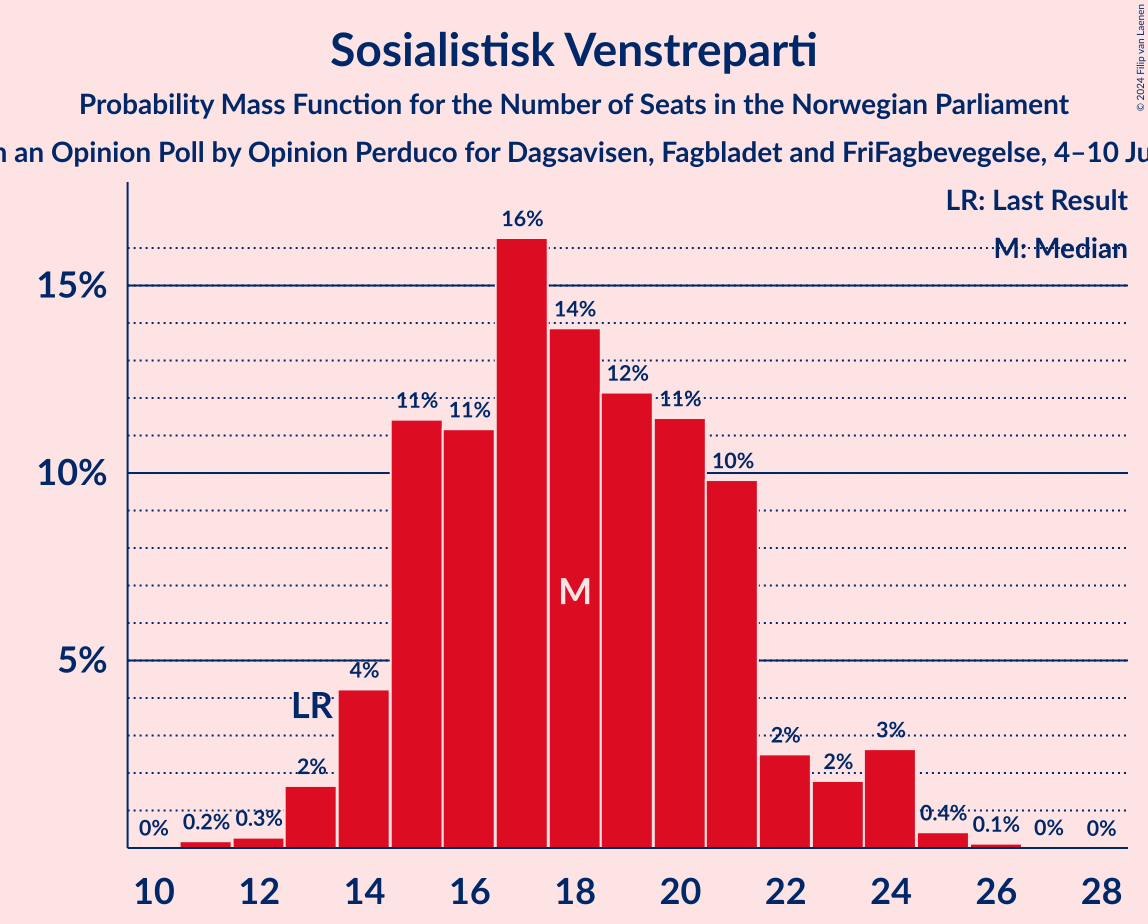 © 2024 Filip van Laenen
Sosialistisk Venstreparti
Probability Mass Function for the Number of Seats in the Norwegian Parliament
an Opinion Poll by Opinion Perduco for Dagsavisen, Fagbladet and FriFagbevegelse, 4–10
LR: Last Result
M: Median
16%
15%
14%
12%
11% 11% 11%
10%
10%
M
5%
4%
LR
3%
2% 2% 2%
0% 0.2% 0.3% 0.4% 0.1% 0% 0%
10 12 14 16 18 20 22 24 26 28